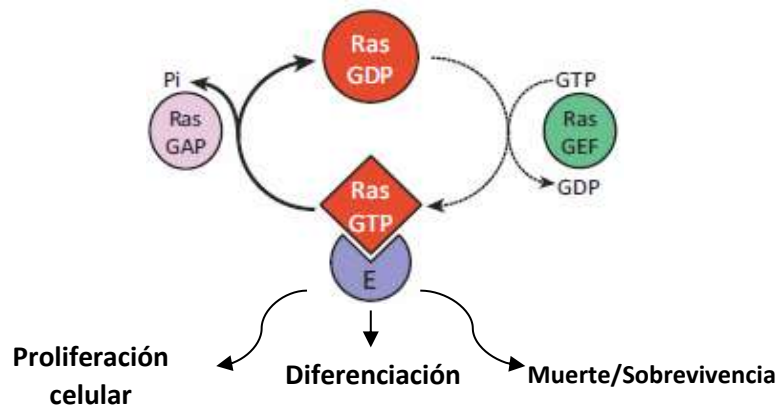 Ras
GDP
Pi
GTP
Ras
GAP
Ras
GEF
GDP
Ras
GTP
E
Proliferación
celular
Diferenciación
Muerte/Sobrevivencia